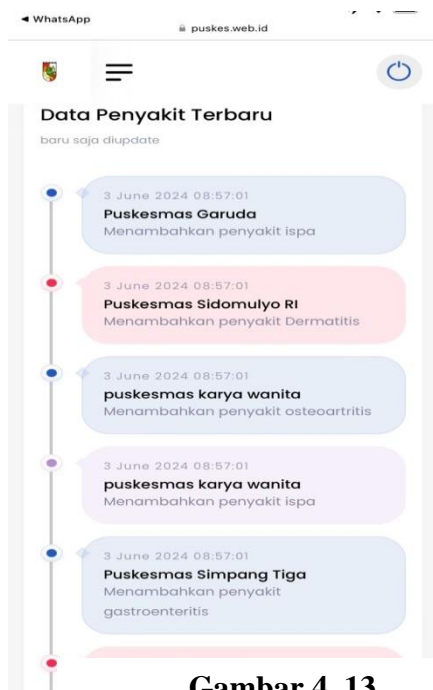 WhatsApp
puskes.web.id
Data Penyakit Terbaru
baru saja diupdate
3 June 2024 08:57:01
Puskesmas Garuda
Menambahkan penyakit ispa
3 June 2024 08:57:01
Puskesmas Sidomulyo RI
Menambahkan penyakit Dermatitis
3 June 2024 08:57:01
puskesmas karya wanita
Menambahkan penyakit osteoartritis
3 June 2024 08:57:01
puskesmas karya wanita
Menambahkan penyakit ispa
3 June 2024 08:57:01
Puskesmas Simpang Tiga
Menambahkan penyakit
gastroenteritis
Gambar 4. 13